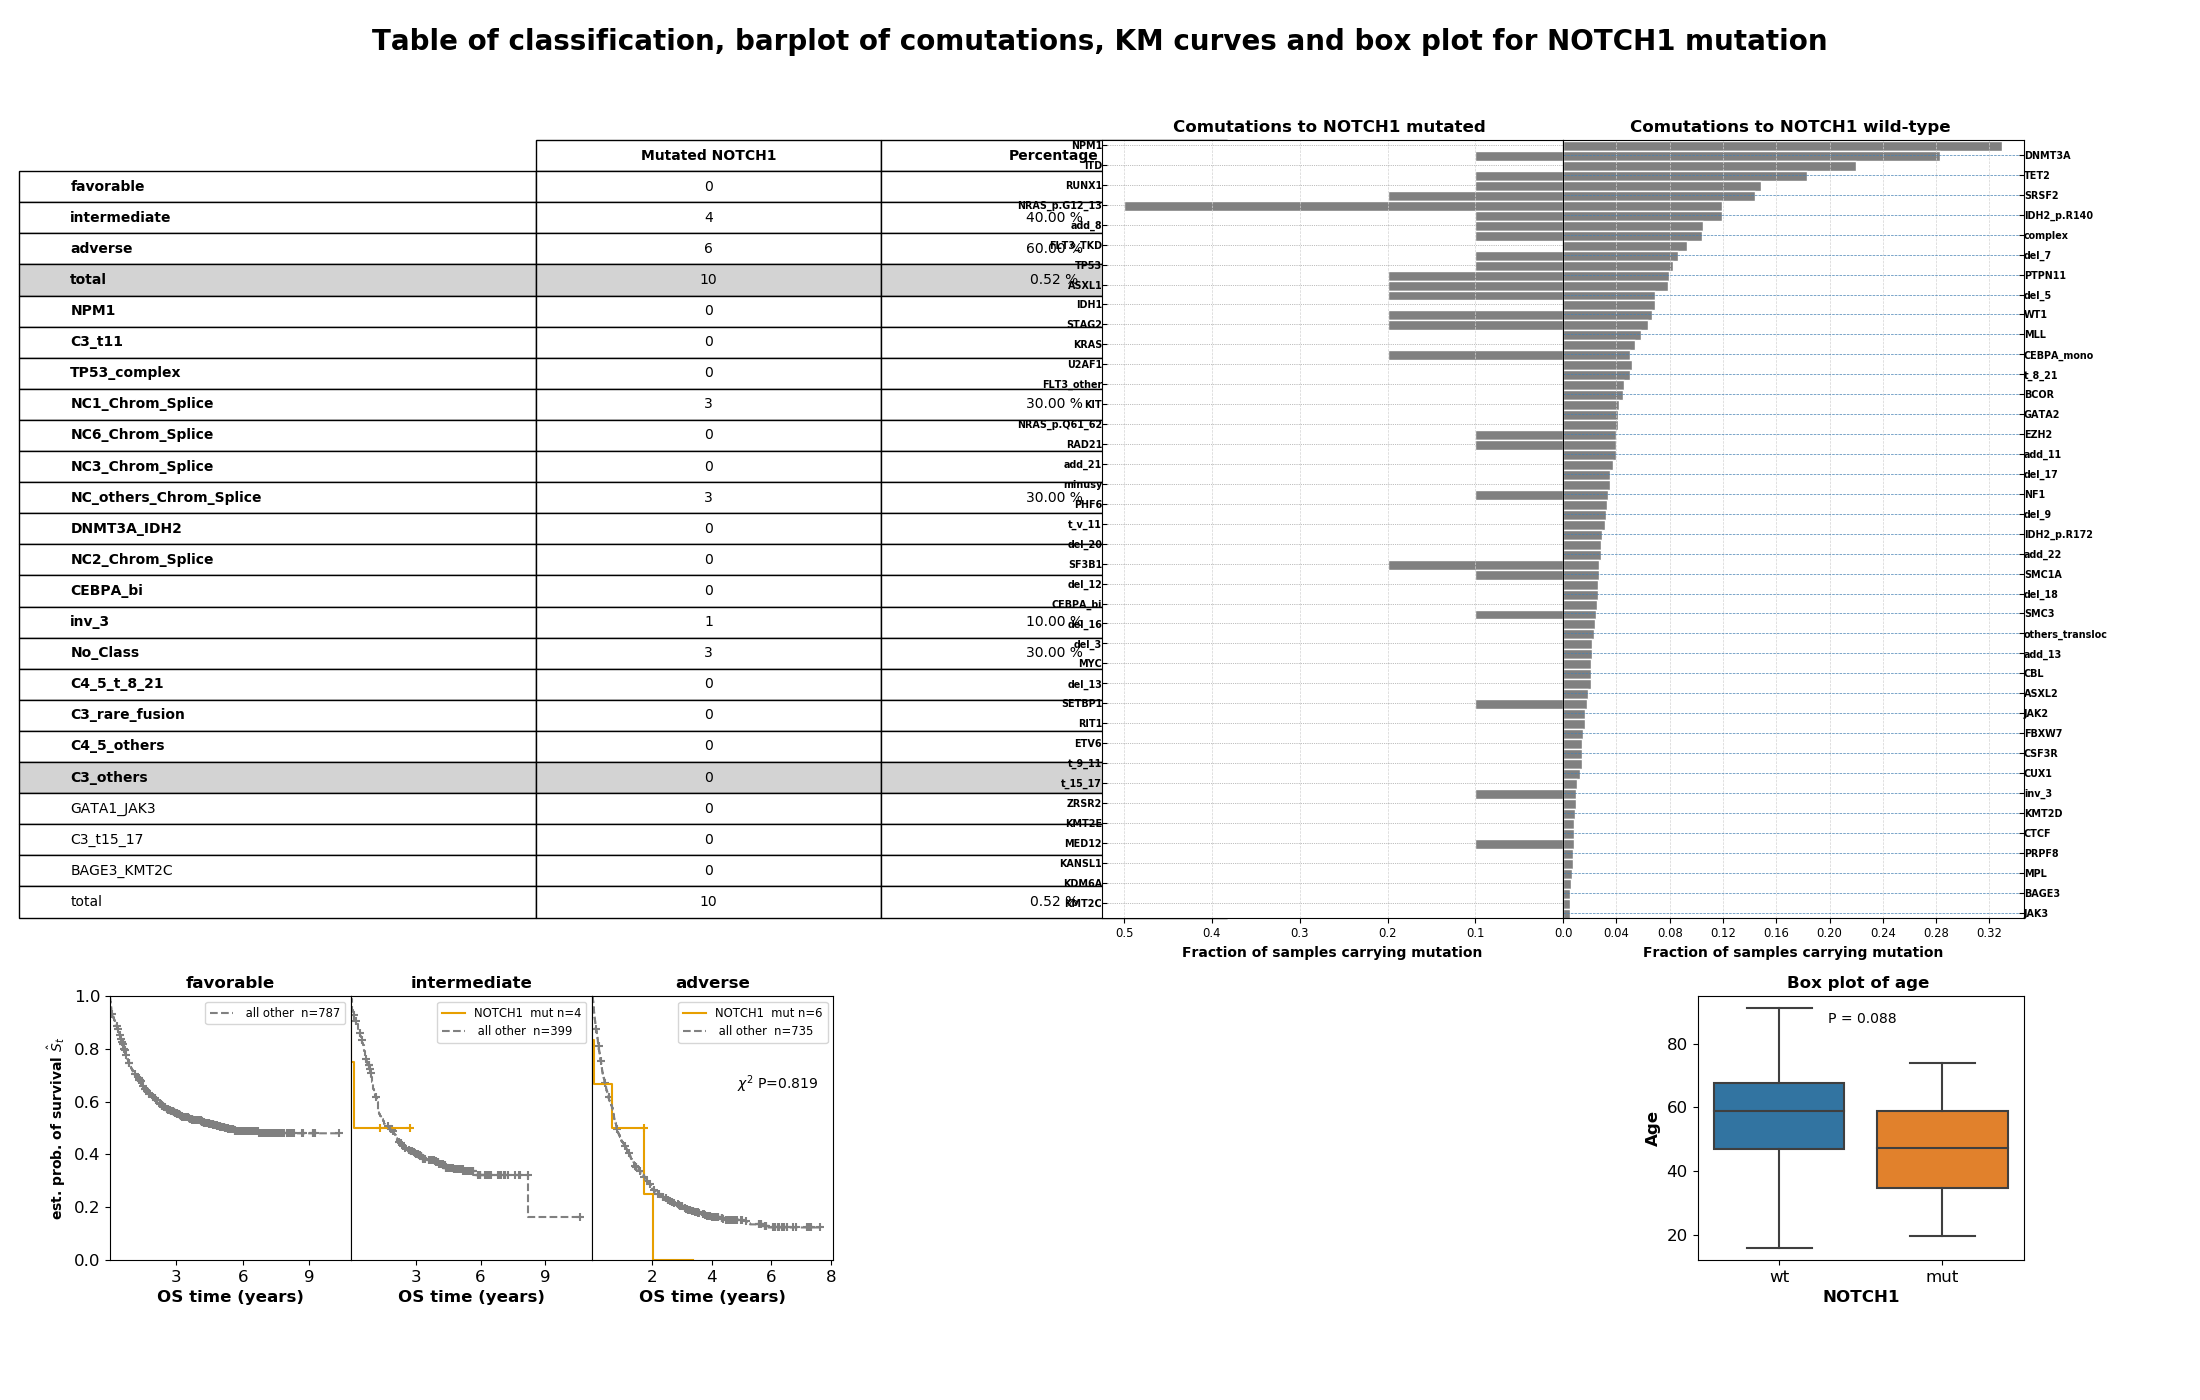 Table of classification, barplot of comutations, KM curves and box plot for NOTCH1 mutation
Mutated NOTCH1 Percentage
favorable 0
intermediate 4 40.00 %
adverse 6 60.00 %
total 10 0.52 %
NPM1 0
C3_t11 0
TP53_complex 0
NC1_Chrom_Splice 3 30.00 %
NC6_Chrom_Splice 0
NC3_Chrom_Splice 0
NC_others_Chrom_Splice 3 30.00 %
DNMT3A_IDH2 0
NC2_Chrom_Splice 0
CEBPA_bi 0
inv_3 1 10.00 %
No_Class 3 30.00 %
C4_5_t_8_21 0
C3_rare_fusion 0
C4_5_others 0
C3_others 0
GATA1_JAK3 0
C3_t15_17 0
BAGE3_KMT2C 0
total 10 0.52 %
Comutations to NOTCH1 mutated
NPM1
ITD
RUNX1
NRAS_p.G12_13
add_8
FLT3_TKD
TP53
ASXL1
IDH1
STAG2
KRAS
U2AF1
FLT3_other
KIT
NRAS_p.Q61_62
RAD21
add_21
minusy
PHF6
t_v_11
del_20
SF3B1
del_12
CEBPA_bi
del_16
del_3
MYC
del_13
SETBP1
RIT1
ETV6
t_9_11
t_15_17
ZRSR2
KMT2E
MED12
KANSL1
KDM6A
KMT2C
0.5 0.4 0.3 0.2 0.1
Fraction of samples carrying mutation
Comutations to NOTCH1 wild-type
DNMT3A
TET2
SRSF2
IDH2_p.R140
complex
del_7
PTPN11
del_5
WT1
MLL
CEBPA_mono
t_8_21
BCOR
GATA2
EZH2
add_11
del_17
NF1
del_9
IDH2_p.R172
add_22
SMC1A
del_18
SMC3
others_transloc
add_13
CBL
ASXL2
JAK2
FBXW7
CSF3R
CUX1
inv_3
KMT2D
CTCF
PRPF8
MPL
BAGE3
JAK3
0.0 0.04 0.08 0.12 0.16 0.20 0.24 0.28 0.32
Fraction of samples carrying mutation
favorable
all other n=787
1.0
0.8
0.6
0.4
0.2
0.0
est. prob. of survival Ŝt
3 6 9
OS time (years)
intermediate
NOTCH1 mut n=4
all other n=399
3 6 9
OS time (years)
adverse
NOTCH1 mut n=6
all other n=735
χ² P=0.819
2 4 6 8
OS time (years)
Box plot of age
P = 0.088
80
60
40
20
Age
wt mut
NOTCH1